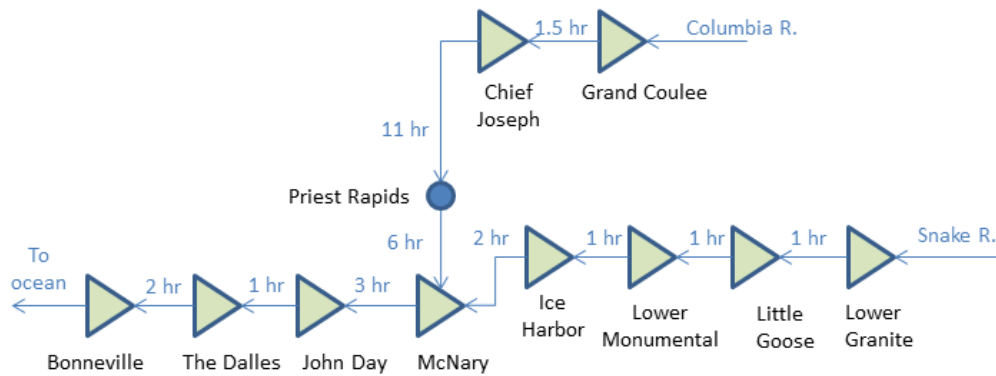 1.5 hr
Columbia R.
Chief
Joseph
Grand Coulee
11 hr
Priest Rapids
To
ocean
6 hr
2 hr
1 hr
1 hr
1 hr
Snake R.
2 hr
1 hr
3 hr
Ice
Harbor
Lower
Monumental
Little
Goose
Lower
Granite
Bonneville
The Dalles
John Day
McNary